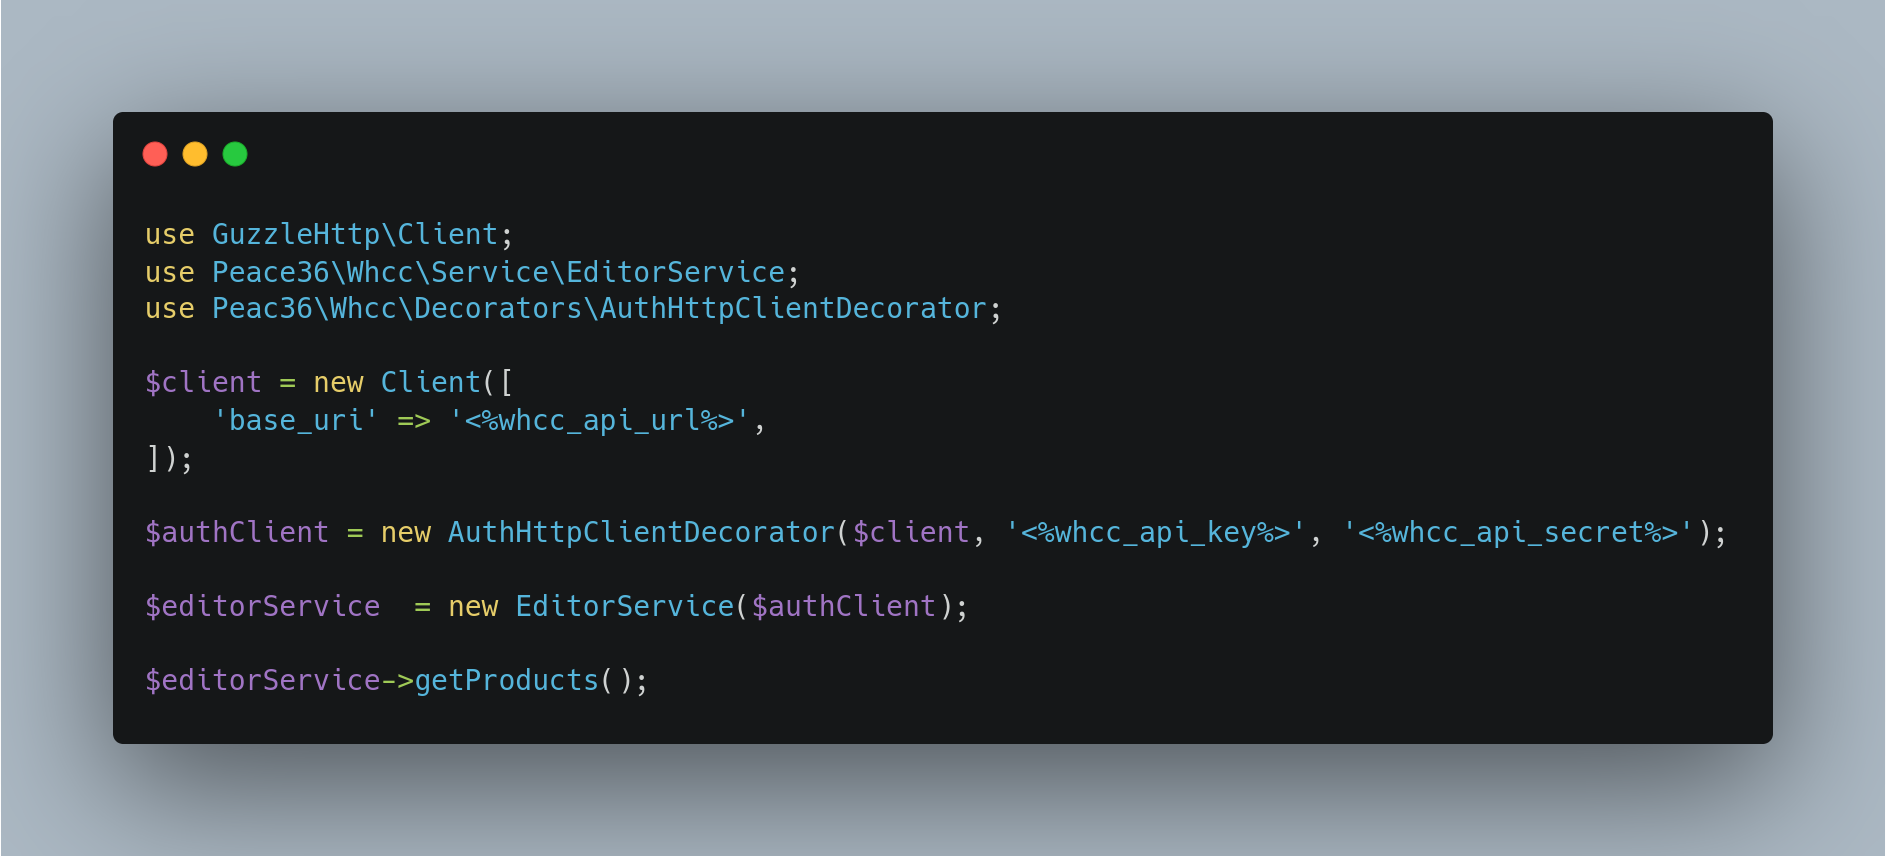 use GuzzleHttp\Client;
use Peace36\Whcc\Service\EditorService;
use Peac36\Whcc\Decorators\AuthHttpClientDecorator;
$client = new Client([
    'base_uri' => '<%whcc_api_url%>',
]);
$authClient = new AuthHttpClientDecorator($client, '<%whcc_api_key%>', '<%whcc_api_secret%>');
$editorService  = new EditorService($authClient);
$editorService->getProducts();